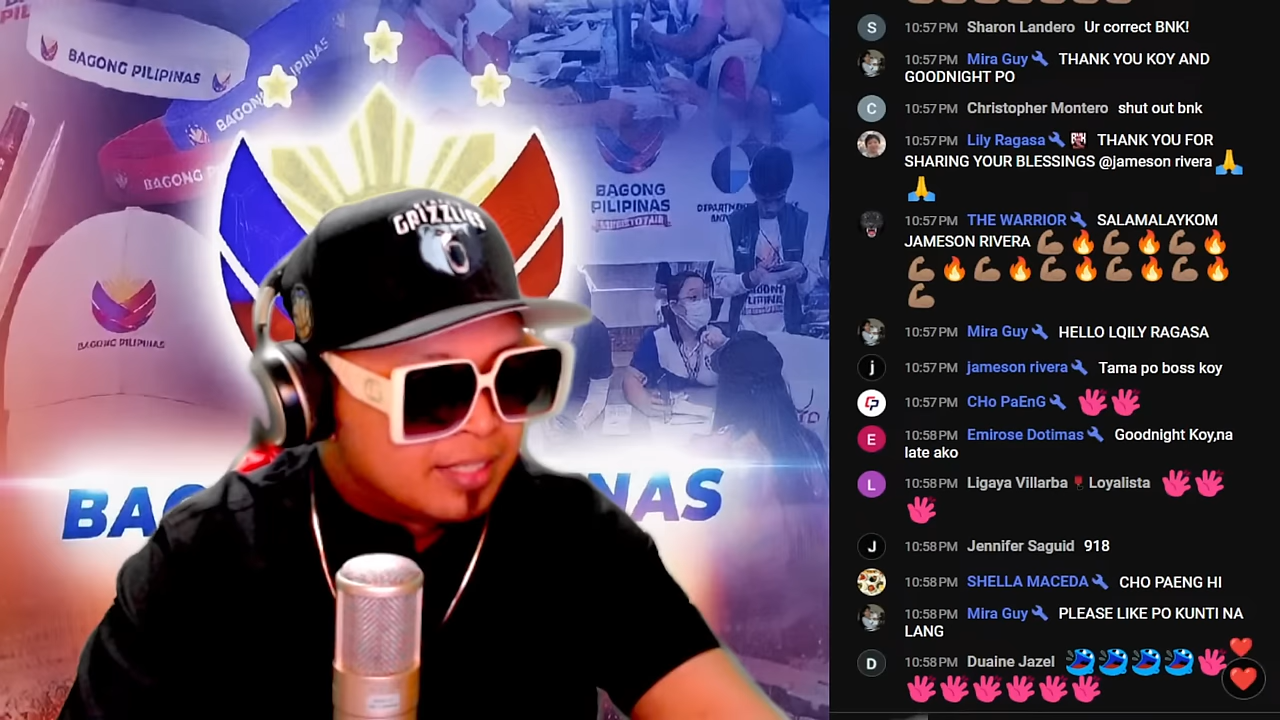 BAGONG PILIPINAS
BAGONG PILIPINAS
BAGONG
BAGONG PILIPINAS
BAGONG
PILIPINAS
GRIZZLIES
BAG
NAS
10:57 PM Sharon Landero Ur correct BNK!
10:57 PM Mira Guy 🔧 THANK YOU KOY AND
GOODNIGHT PO
C 10:57 PM Christopher Montero shut out bnk
10:57 PM Lily Ragasa 🔧 THANK YOU FOR
SHARING YOUR BLESSINGS @jameson rivera 🙏
🙏
10:57 PM THE WARRIOR 🔧 SALAMALAYKOM
JAMESON RIVERA 💪🏽🔥💪🏽🔥💪🏽🔥
💪🏽🔥💪🏽🔥💪🏽🔥💪🏽🔥💪🏽🔥
💪🏽
10:57 PM Mira Guy 🔧 HELLO LQILY RAGASA
j 10:57 PM jameson rivera 🔧 Tama po boss koy
CP 10:57 PM CHo PaEnG 🔧
E 10:58 PM Emirose Dotimas 🔧 Goodnight Koy,na
late ako
L 10:58 PM Ligaya Villarba 🌹 Loyalista
J 10:58 PM Jennifer Saguid 918
10:58 PM SHELLA MACEDA 🔧 CHO PAENG HI
10:58 PM Mira Guy 🔧 PLEASE LIKE PO KUNTI NA
LANG
D 10:58 PM Duaine Jazel